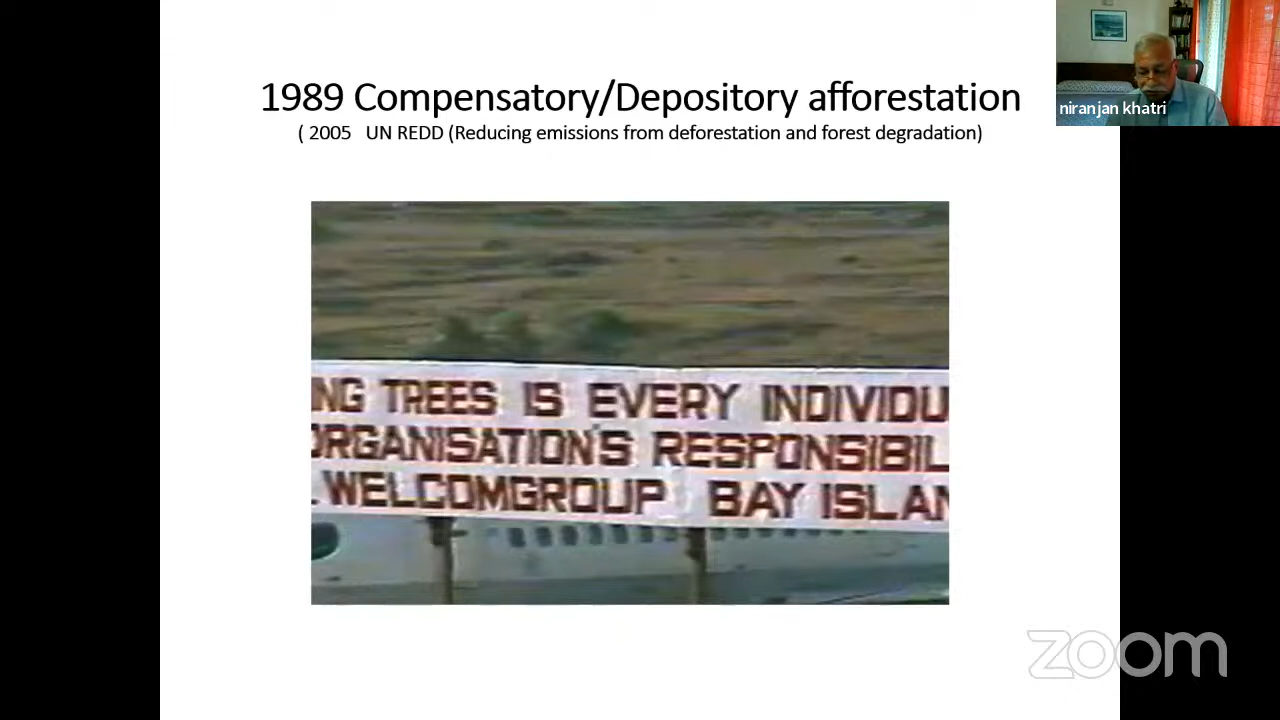 1989 Compensatory/Depository afforestation
( 2005 UN REDD (Reducing emissions from deforestation and forest degradation)
niranjan khatri
NG TREES IS EVERY INDIVIDU
ORGANISATION'S RESPONSIBIL
. WELCOMGROUP BAY ISLAN
zoom